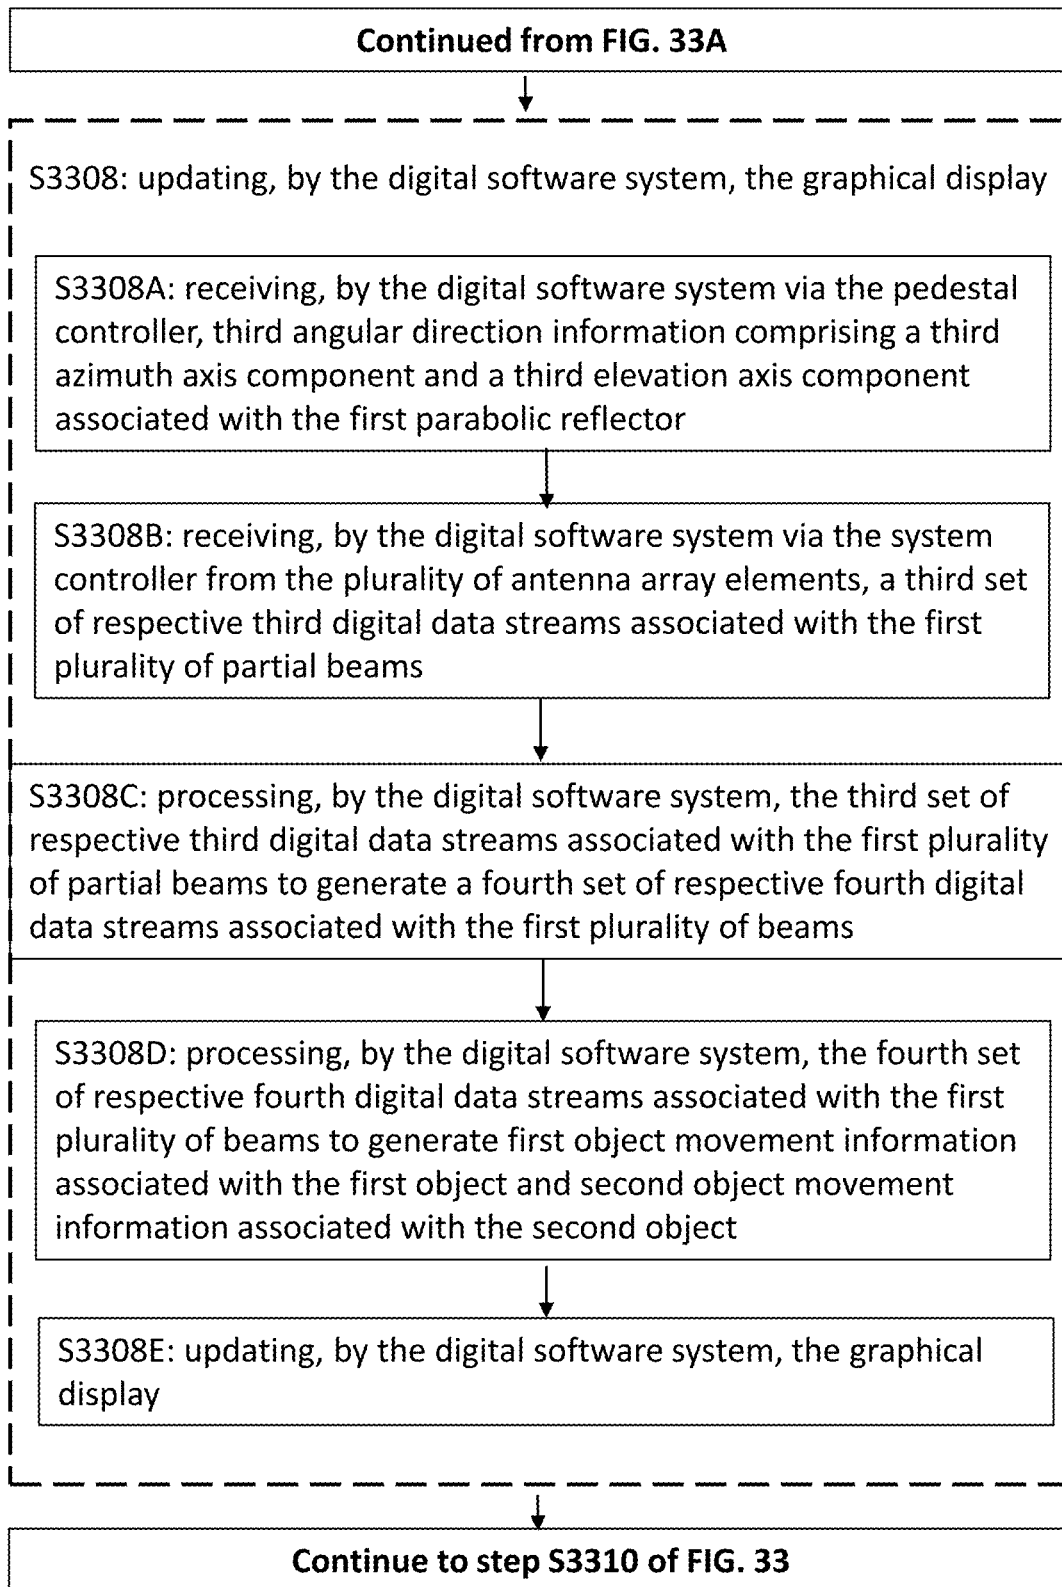 Continued from FIG. 33A
S3308: updating, by the digital software system, the graphical display
S3308A: receiving, by the digital software system via the pedestal
controller, third angular direction information comprising a third
azimuth axis component and a third elevation axis component
associated with the first parabolic reflector
S3308B: receiving, by the digital software system via the system
controller from the plurality of antenna array elements, a third set
of respective third digital data streams associated with the first
plurality of partial beams
S3308C: processing, by the digital software system, the third set of
respective third digital data streams associated with the first plurality
of partial beams to generate a fourth set of respective fourth digital
data streams associated with the first plurality of beams
S3308D: processing, by the digital software system, the fourth set
of respective fourth digital data streams associated with the first
plurality of beams to generate first object movement information
associated with the first object and second object movement
information associated with the second object
S3308E: updating, by the digital software system, the graphical
display
Continue to step S3310 of FIG. 33